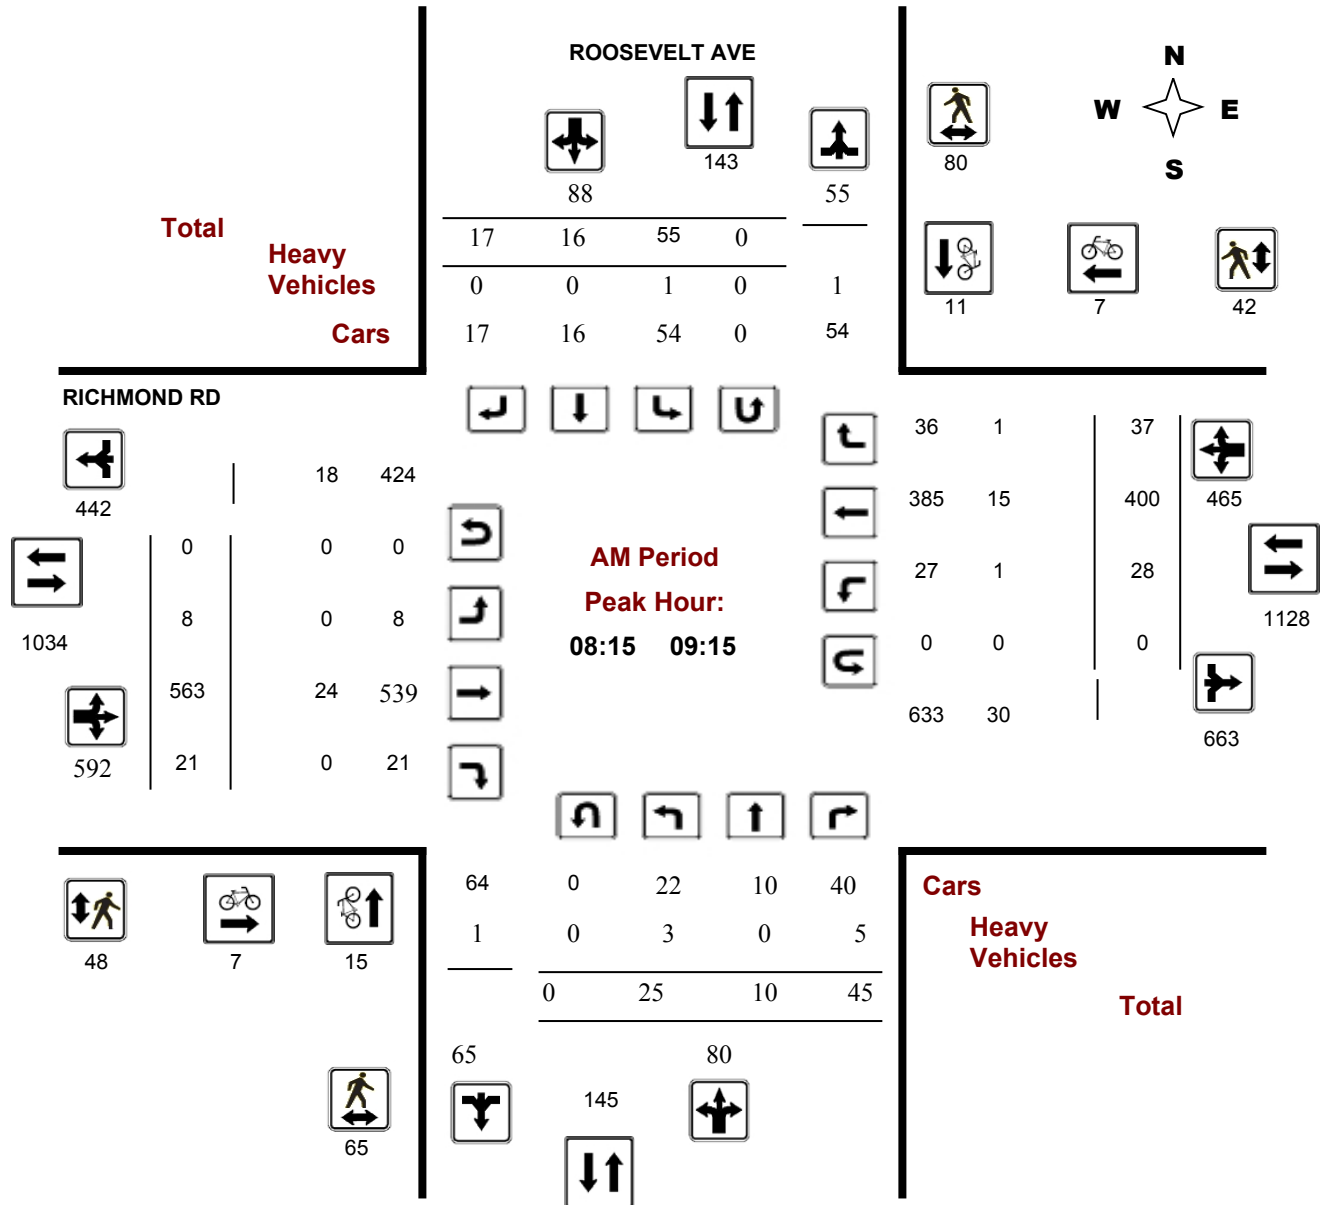 ROOSEVELT AVE
N
W E
S
143
80
88
55
Total
17 16 55 0
Heavy
Vehicles
0 0 1 0 1
11 7 42
Cars
17 16 54 0 54
RICHMOND RD
36 1 37
18 424
442
385 15 400 465
0 0 0
AM Period
27 1 28
Peak Hour:
8 0 8
1128
1034
08:15 09:15
0 0 0
563 24 539
633 30
663
592 21 0 21
64 0 22 10 40
Cars
1 0 3 0 5
Heavy
Vehicles
48 7 15
0 25 10 45
Total
65 80
145
65